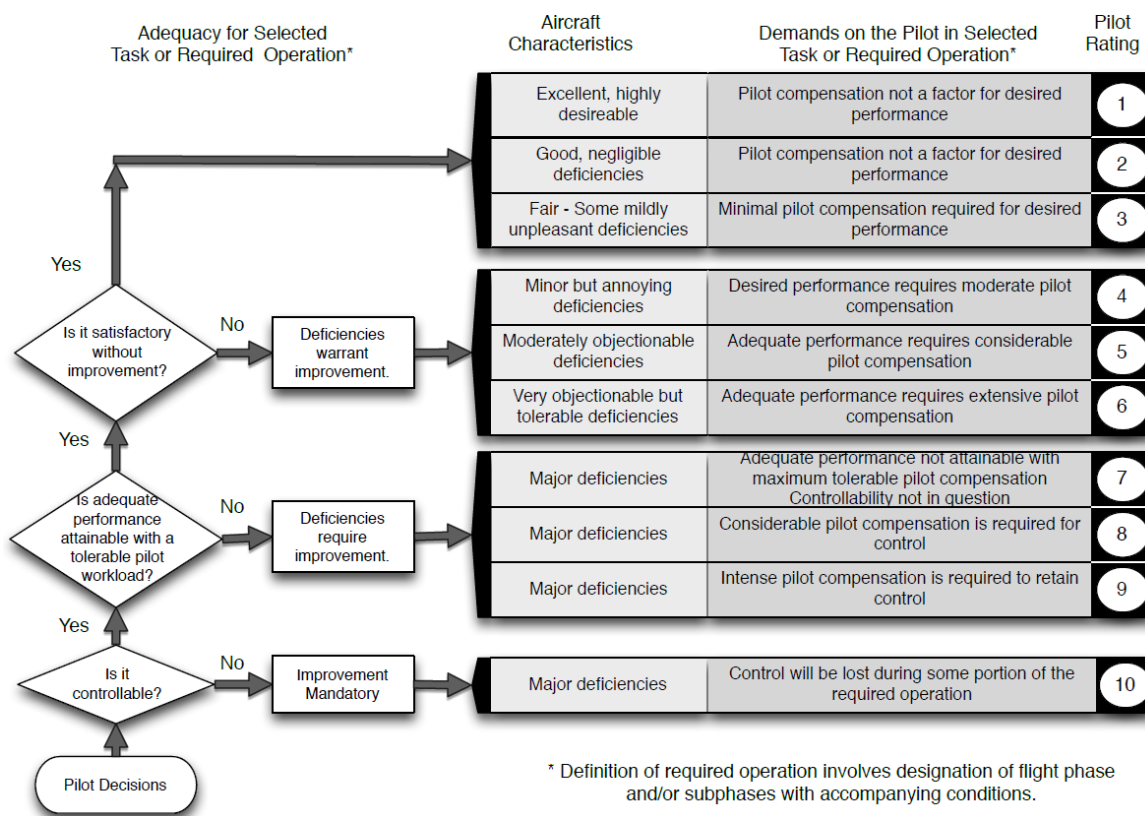 Adequacy for Selected
Task or Required Operation*
Aircraft
Characteristics
Demands on the Pilot in Selected
Task or Required Operation*
Pilot
Rating
Excellent, highly
desireable
Pilot compensation not a factor for desired
performance
1
Good, negligible
deficiencies
Pilot compensation not a factor for desired
performance
2
Fair - Some mildly
unpleasant deficiencies
Minimal pilot compensation required for desired
performance
3
Yes
Is it satisfactory
without
improvement?
No
Deficiencies
warrant
improvement.
Minor but annoying
deficiencies
Desired performance requires moderate pilot
compensation
4
Moderately objectionable
deficiencies
Adequate performance requires considerable
pilot compensation
5
Very objectionable but
tolerable deficiencies
Adequate performance requires extensive pilot
compensation
6
Yes
Is adequate
performance
attainable with a
tolerable pilot
workload?
No
Deficiencies
require
improvement.
Major deficiencies
Adequate performance not attainable with
maximum tolerable pilot compensation
Controllability not in question
7
Major deficiencies
Considerable pilot compensation is required for
control
8
Major deficiencies
Intense pilot compensation is required to retain
control
9
Yes
Is it
controllable?
No
Improvement
Mandatory
Major deficiencies
Control will be lost during some portion of the
required operation
10
Pilot Decisions
* Definition of required operation involves designation of flight phase
and/or subphases with accompanying conditions.